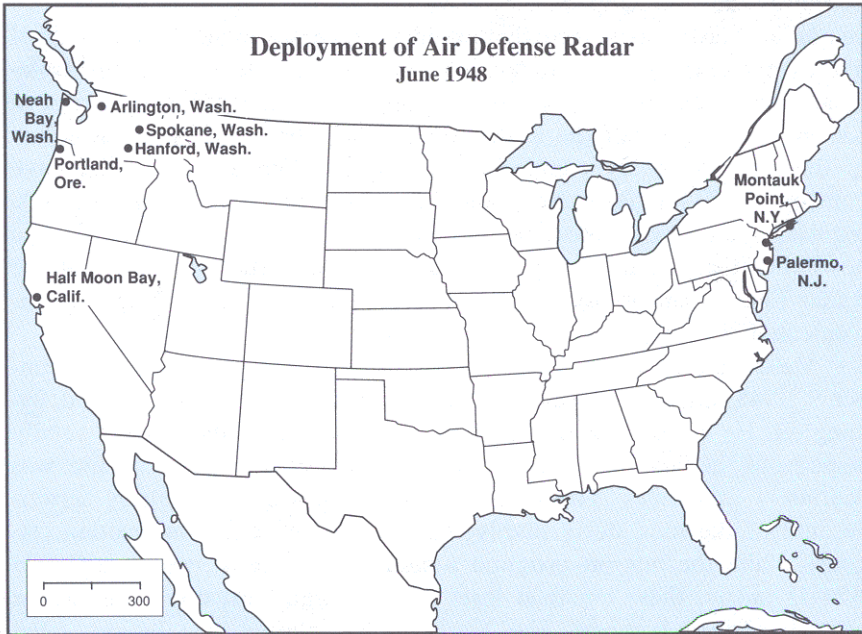 Deployment of Air Defense Radar
June 1948
Neah
Bay,
Wash.
Arlington, Wash.
Spokane, Wash.
Hanford, Wash.
Portland,
Ore.
Montauk
Point,
N.Y.
Palermo,
N.J.
Half Moon Bay,
Calif.
0 300